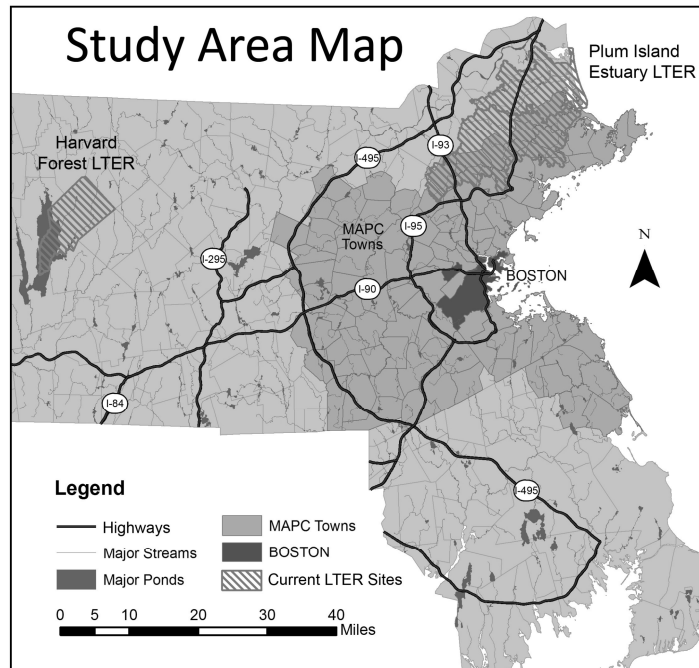 Study Area Map
Plum Island
Estuary LTER
Harvard
Forest LTER
I-495
I-93
MAPC
Towns
I-95
I-295
I-90
BOSTON
N
I-84
I-495
Legend
Highways
Major Streams
Major Ponds
MAPC Towns
BOSTON
Current LTER Sites
0 5 10 20 30 40
Miles